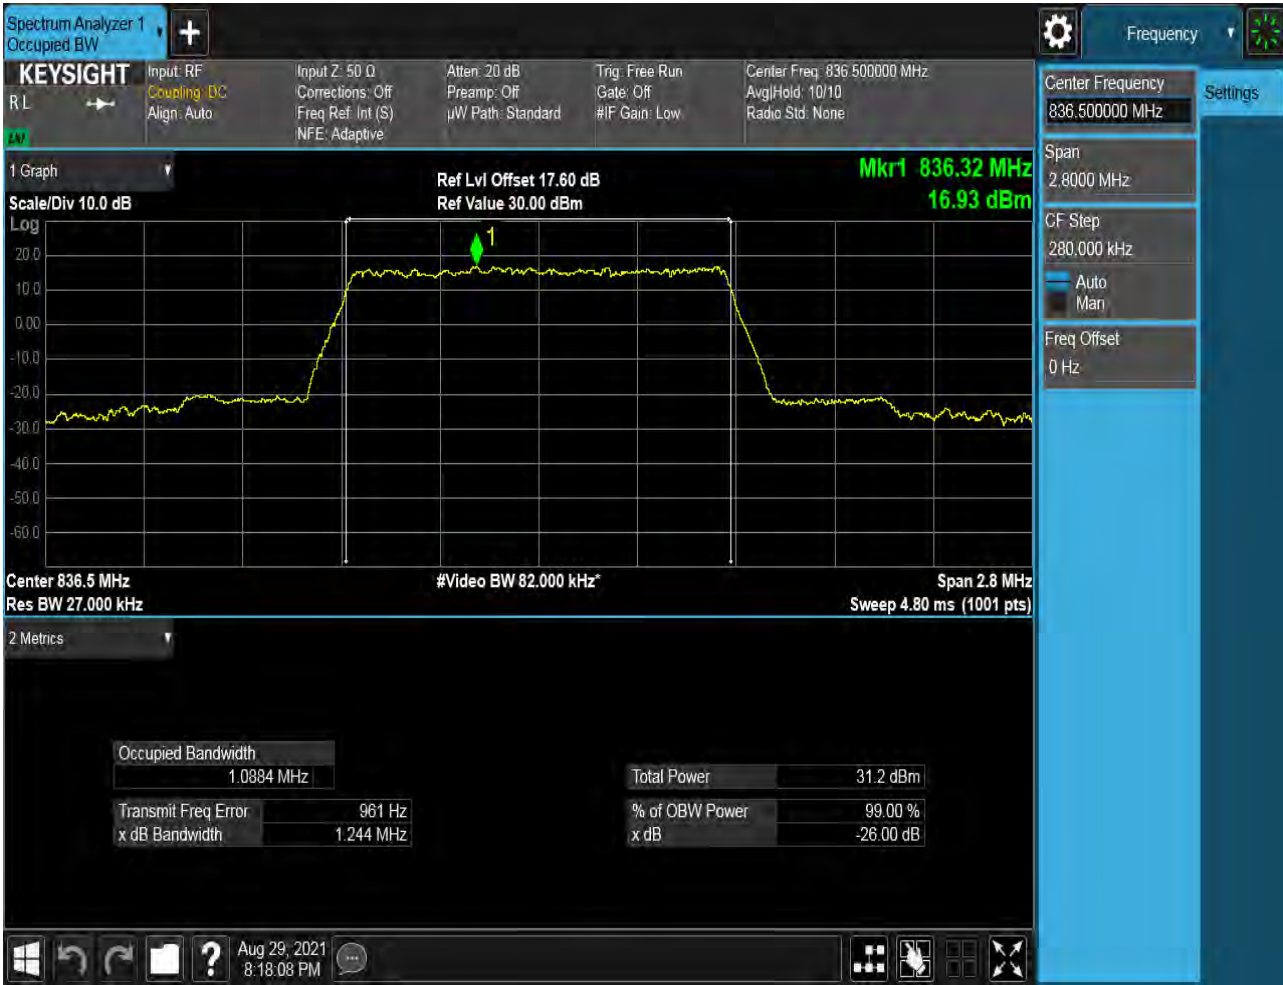 Spectrum Analyzer 1
Occupied BW
Frequency
KEYSIGHT
R L
Input: RF
Coupling: DC
Align: Auto
Input Z: 50 Ω
Corrections: Off
Freq Ref: Int (S)
NFE: Adaptive
Atten: 20 dB
Preamp: Off
µW Path: Standard
Trig: Free Run
Gate: Off
#IF Gain: Low
Center Freq: 836.500000 MHz
Avg|Hold: 10/10
Radio Std: None
Center Frequency
836.500000 MHz
Settings
Span
2.8000 MHz
CF Step
280.000 kHz
Auto
Man
Freq Offset
0 Hz
1 Graph
Scale/Div 10.0 dB
Ref Lvl Offset 17.60 dB
Ref Value 30.00 dBm
Mkr1 836.32 MHz
16.93 dBm
Log
1
20.0
10.0
0.00
-10.0
-20.0
-30.0
-40.0
-50.0
-60.0
Center 836.5 MHz
Res BW 27.000 kHz
#Video BW 82.000 kHz*
Span 2.8 MHz
Sweep 4.80 ms (1001 pts)
2 Metrics
Occupied Bandwidth
1.0884 MHz
Transmit Freq Error 961 Hz
x dB Bandwidth 1.244 MHz
Total Power 31.2 dBm
% of OBW Power 99.00 %
x dB -26.00 dB
Aug 29, 2021
8:18:08 PM